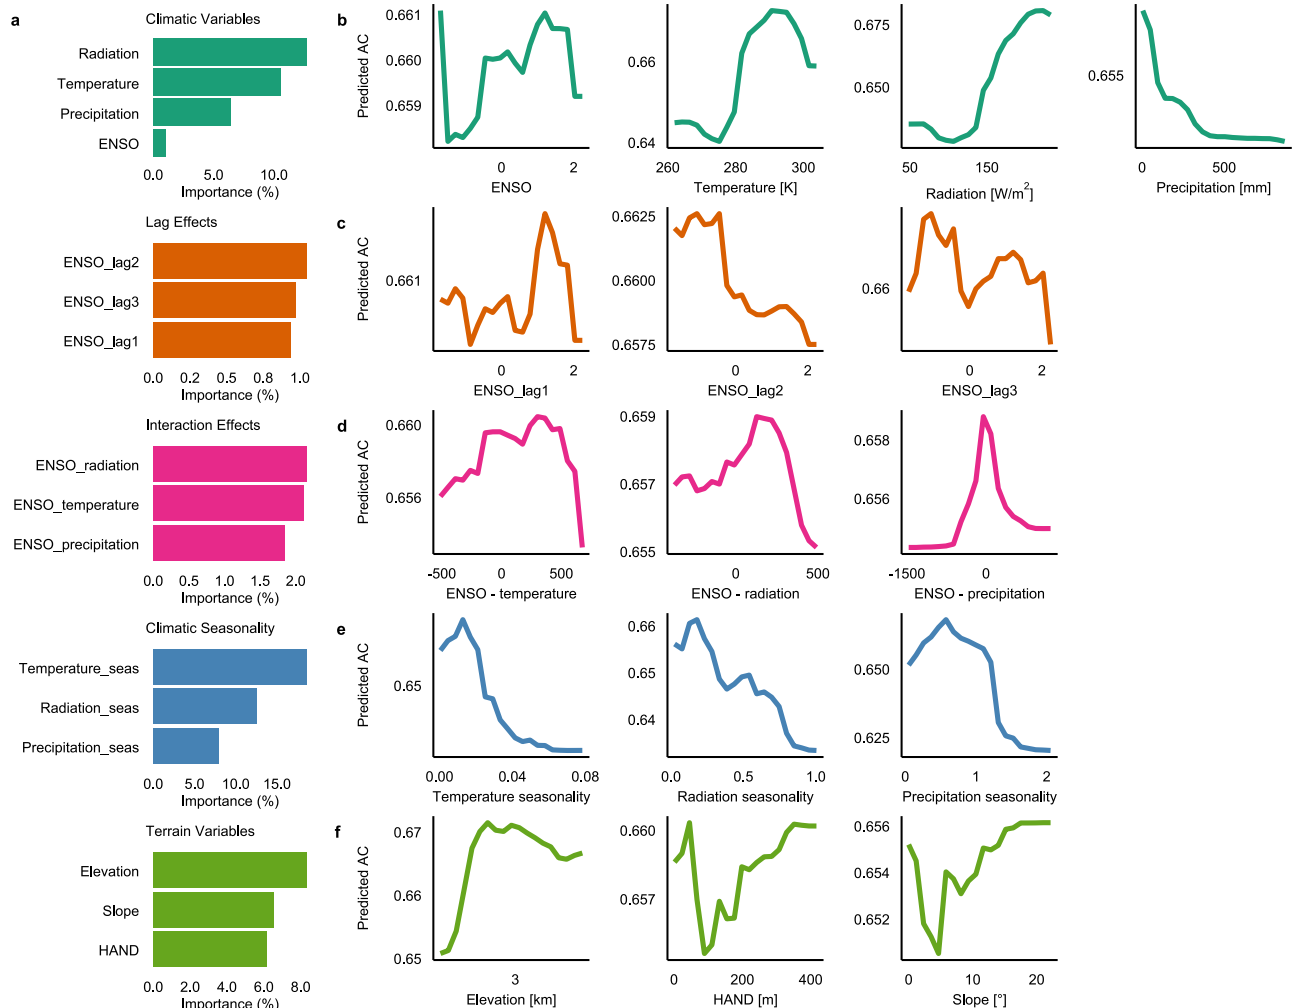 a
Climatic Variables
Radiation
Temperature
Precipitation
ENSO
0.0 5.0 10.0
Importance (%)
b
Predicted AC
0.661
0.660
0.659
0 2
ENSO
0.66
0.64
260 280 300
Temperature [K]
0.675
0.650
50 150
Radiation [W/m2]
0.655
0 500
Precipitation [mm]
Lag Effects
ENSO_lag2
ENSO_lag3
ENSO_lag1
0.0 0.2 0.5 0.8 1.0
Importance (%)
c
Predicted AC
0.661
0 2
ENSO_lag1
0.6625
0.6600
0.6575
0 2
ENSO_lag2
0.66
0 2
ENSO_lag3
Interaction Effects
ENSO_radiation
ENSO_temperature
ENSO_precipitation
0.0 0.5 1.0 1.5 2.0
Importance (%)
d
Predicted AC
0.660
0.656
-500 0 500
ENSO - temperature
0.659
0.657
0.655
0 500
ENSO - radiation
0.658
0.656
-1500 0
ENSO - precipitation
Climatic Seasonality
Temperature_seas
Radiation_seas
Precipitation_seas
0.0 5.0 10.0 15.0
Importance (%)
e
Predicted AC
0.65
0.00 0.04 0.08
Temperature seasonality
0.66
0.65
0.64
0.0 0.5 1.0
Radiation seasonality
0.650
0.625
0 1 2
Precipitation seasonality
Terrain Variables
Elevation
Slope
HAND
0.0 2.0 4.0 6.0 8.0
Importance (%)
f
Predicted AC
0.67
0.66
0.65
3
Elevation [km]
0.660
0.657
0 200 400
HAND [m]
0.656
0.654
0.652
0 10 20
Slope [°]